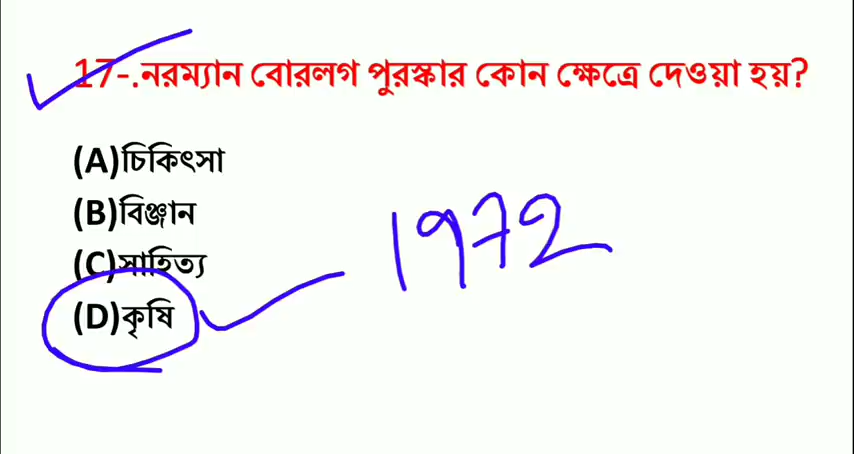 17-.নরম্যান বোরলগ পুরস্কার কোন ক্ষেত্রে দেওয়া হয়?
(A)চিকিৎসা
(B)বিঞ্জান
(C)সাহিত্য
(D)কৃষি
1972